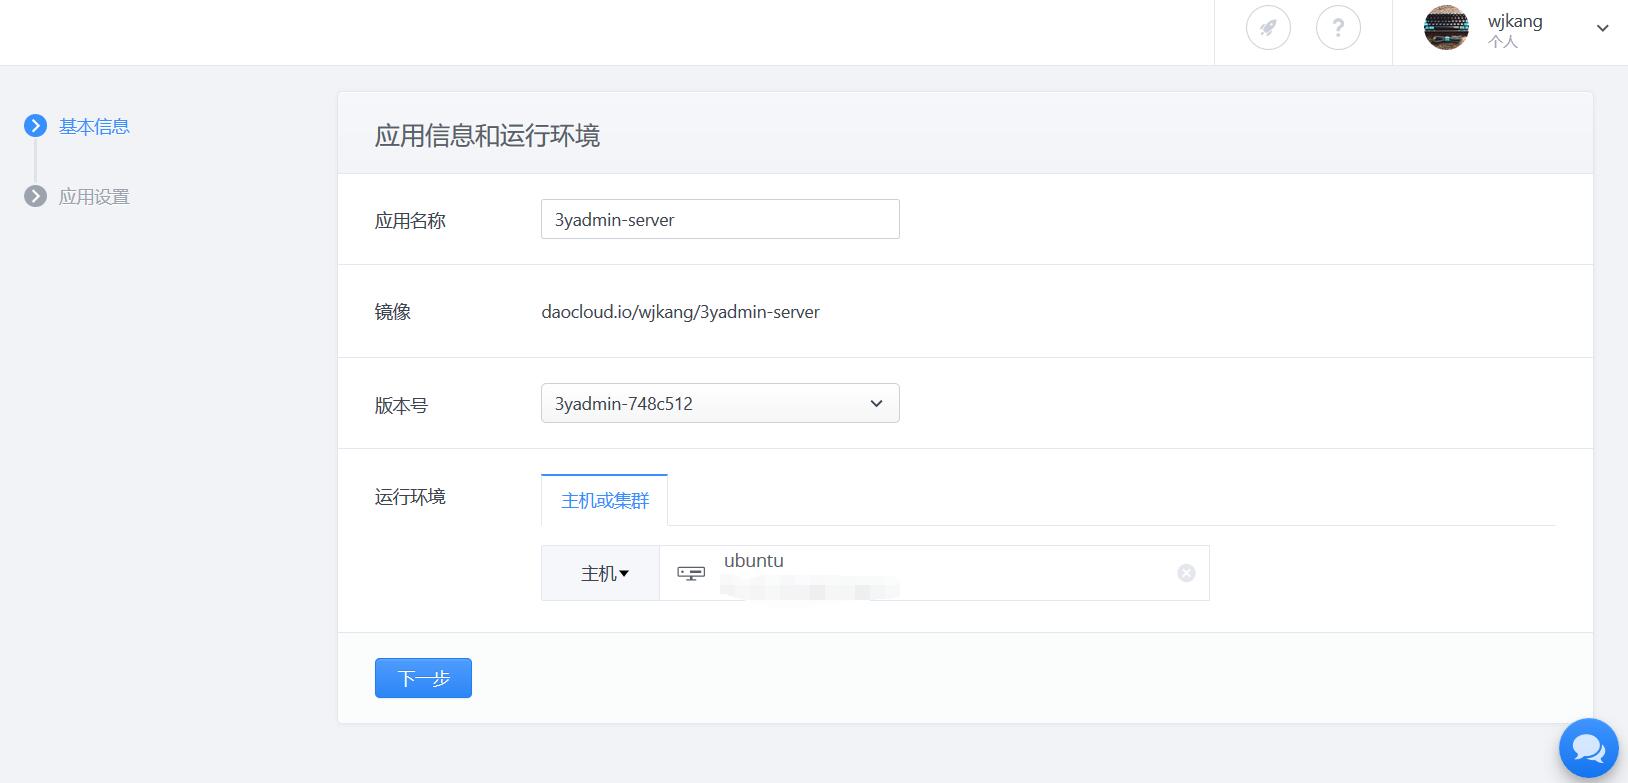 wjkang
个人
基本信息
应用设置
应用信息和运行环境
应用名称
3yadmin-server
镜像
daocloud.io/wjkang/3yadmin-server
版本号
3yadmin-748c512
运行环境
主机或集群
主机
ubuntu
下一步